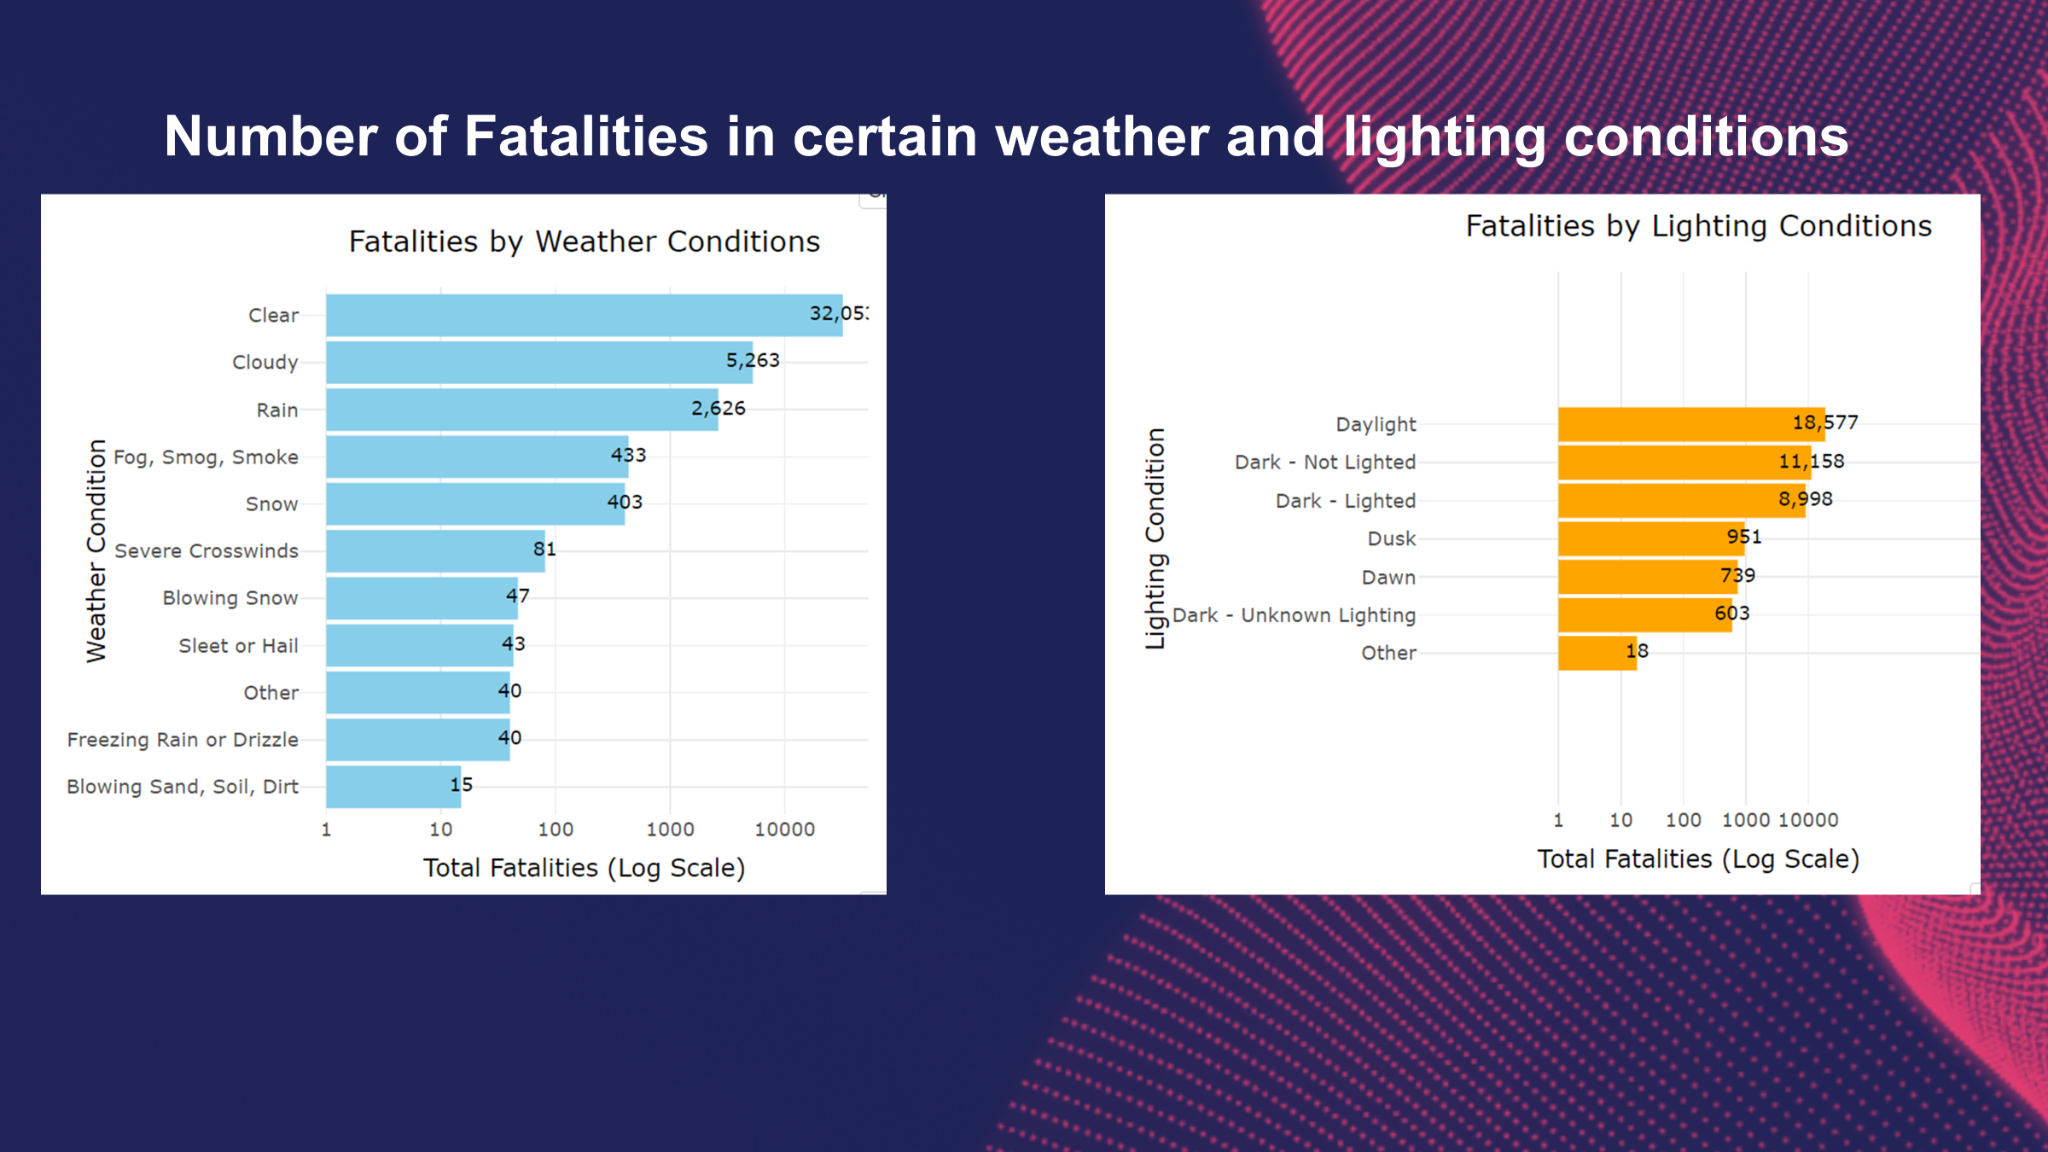 Number of Fatalities in certain weather and lighting conditions
Fatalities by Weather Conditions
Weather Condition
Clear 32,053
Cloudy 5,263
Rain 2,626
Fog, Smog, Smoke 433
Snow 403
Severe Crosswinds 81
Blowing Snow 47
Sleet or Hail 43
Other 40
Freezing Rain or Drizzle 40
Blowing Sand, Soil, Dirt 15
1 10 100 1000 10000
Total Fatalities (Log Scale)
Fatalities by Lighting Conditions
Lighting Condition
Daylight 18,577
Dark - Not Lighted 11,158
Dark - Lighted 8,998
Dusk 951
Dawn 739
Dark - Unknown Lighting 603
Other 18
1 10 100 1000 10000
Total Fatalities (Log Scale)